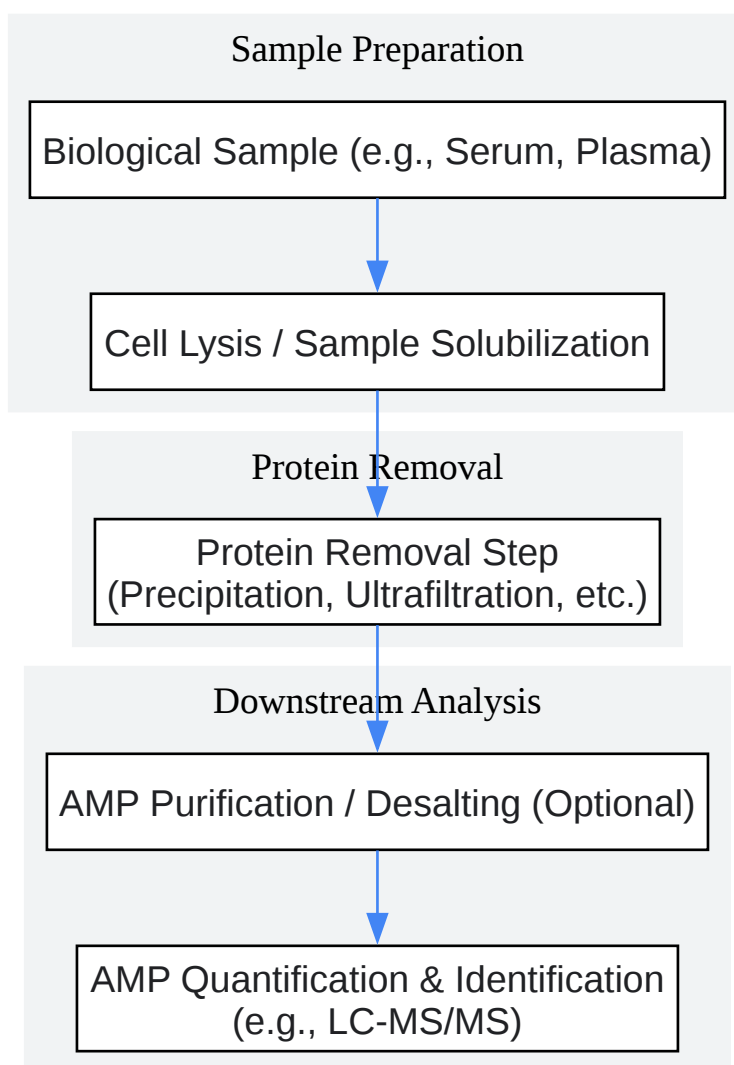 Sample Preparation
Biological Sample (e.g., Serum, Plasma)
Cell Lysis / Sample Solubilization
Protein Removal
Protein Removal Step
(Precipitation, Ultrafiltration, etc.)
Downstream Analysis
AMP Purification / Desalting (Optional)
AMP Quantification & Identification
(e.g., LC-MS/MS)